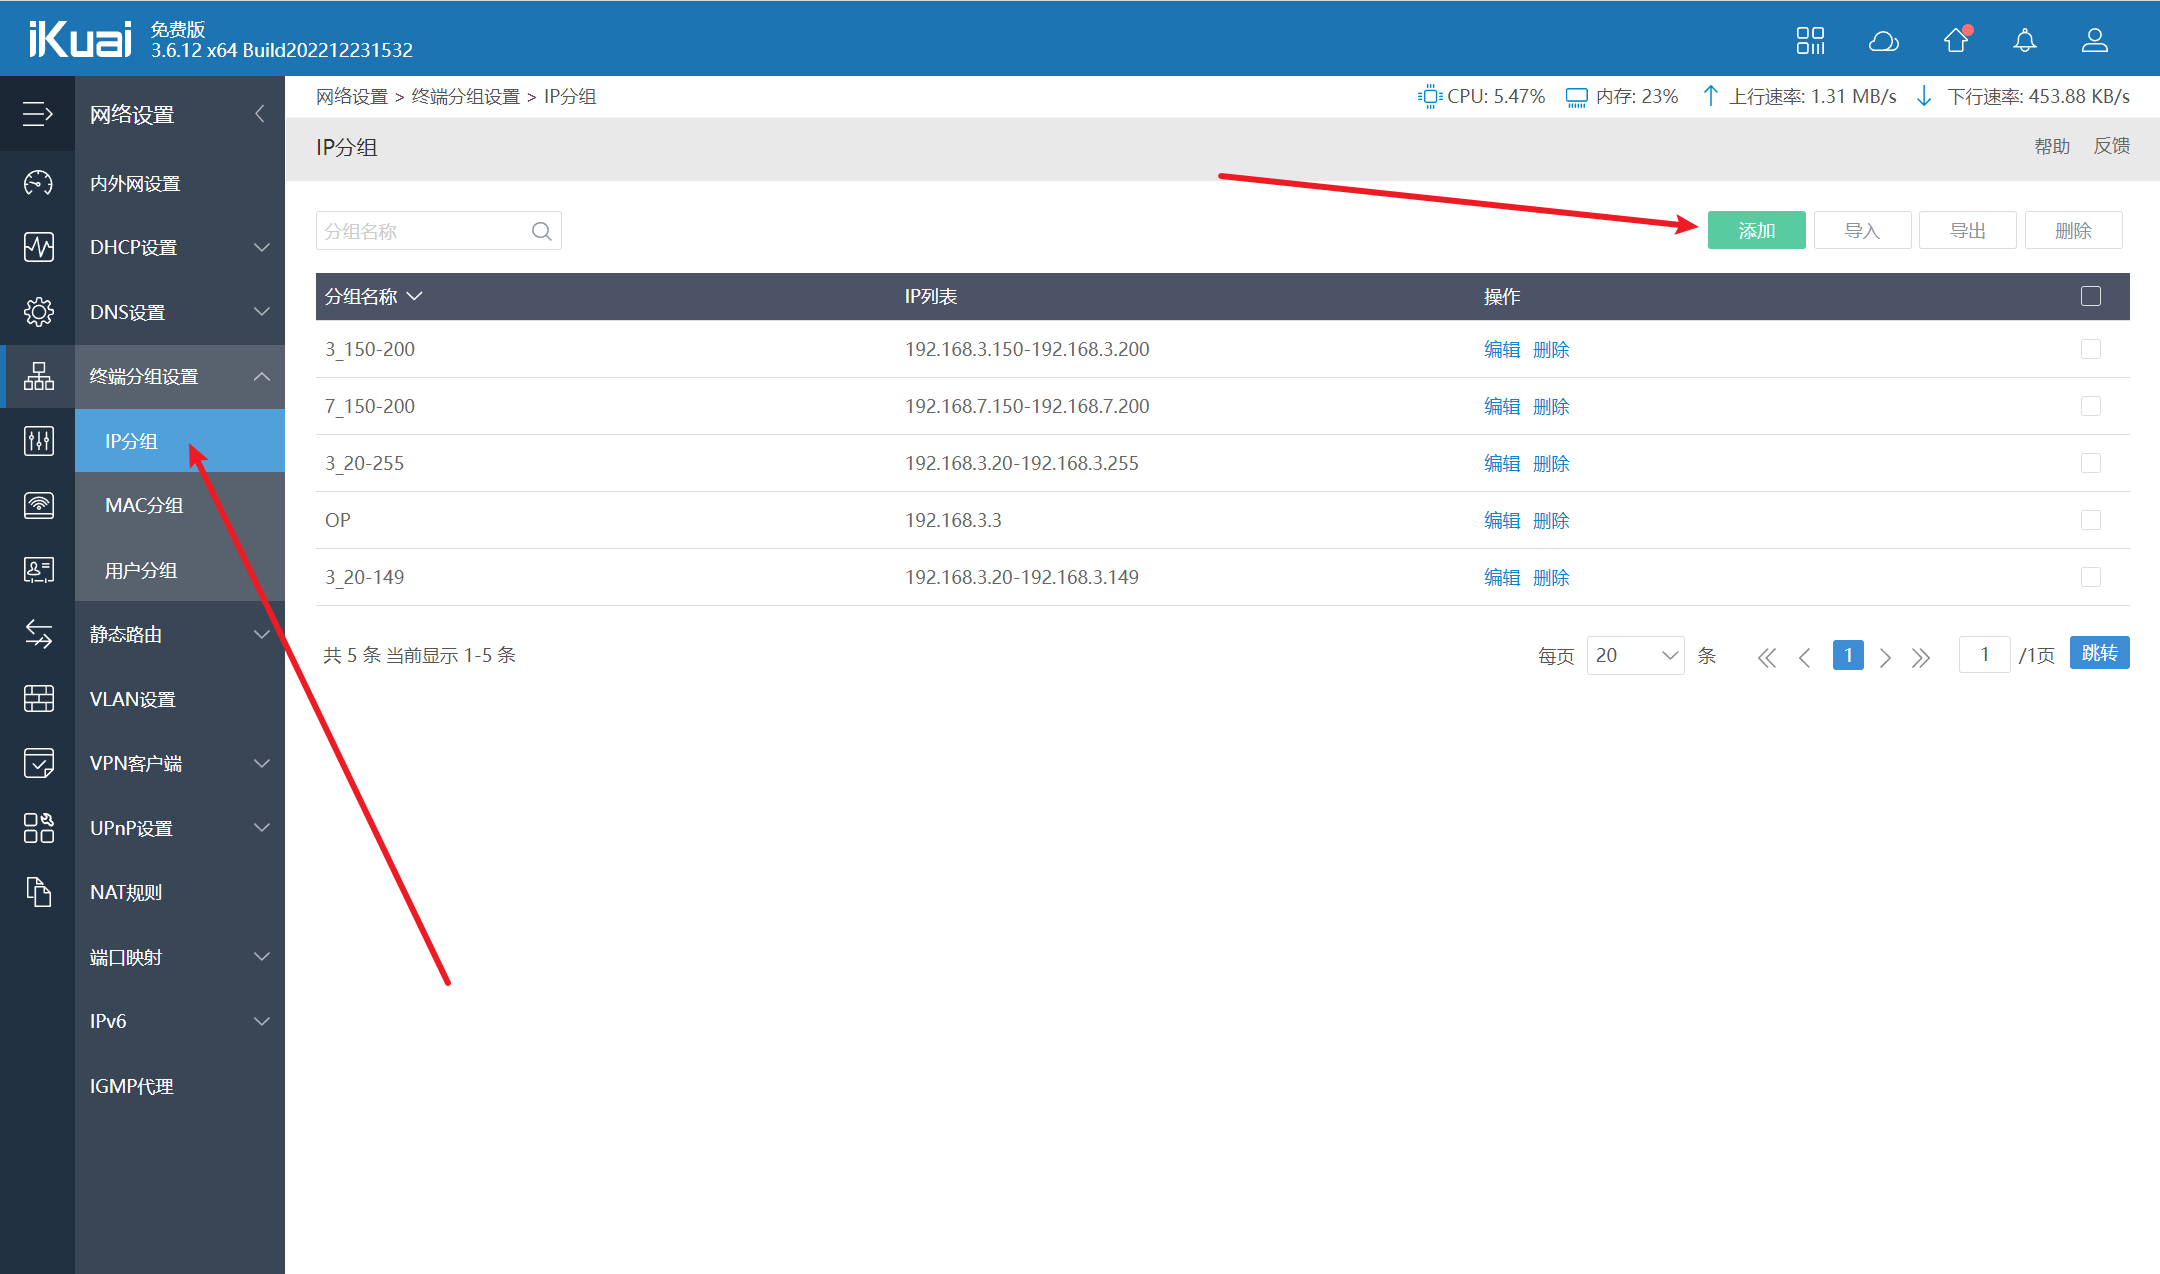 iKuai
免费版
3.6.12 x64 Build202212231532
网络设置
内外网设置
DHCP设置
DNS设置
终端分组设置
IP分组
MAC分组
用户分组
静态路由
VLAN设置
VPN客户端
UPnP设置
NAT规则
端口映射
IPv6
IGMP代理
网络设置 > 终端分组设置 > IP分组
CPU: 5.47% 内存: 23% 上行速率: 1.31 MB/s 下行速率: 453.88 KB/s
IP分组 帮助 反馈
分组名称 添加 导入 导出 删除
分组名称 IP列表 操作
3_150-200 192.168.3.150-192.168.3.200 编辑 删除
7_150-200 192.168.7.150-192.168.7.200 编辑 删除
3_20-255 192.168.3.20-192.168.3.255 编辑 删除
OP 192.168.3.3 编辑 删除
3_20-149 192.168.3.20-192.168.3.149 编辑 删除
共 5 条 当前显示 1-5 条 每页 20 条 1 1 /1页 跳转